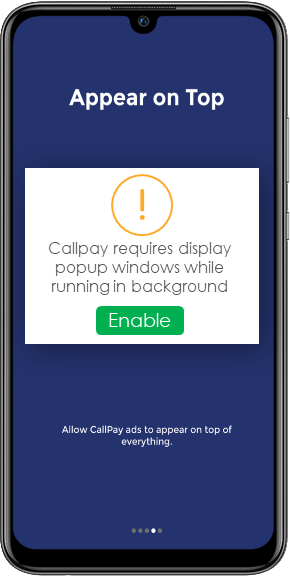 Appear on Top
!
Callpay requires display
popup windows while
running in background
Enable
Allow CallPay ads to appear on top of
everything.